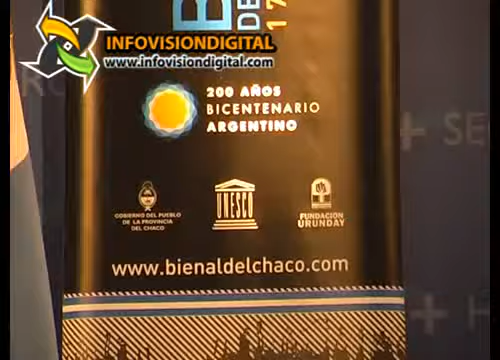 INFOVISIONDIGITAL
www.infovisiondigital.com
200 AÑOS
BICENTENARIO
ARGENTINO
GOBIERNO DEL PUEBLO
DE LA PROVINCIA
DEL CHACO
UNESCO
FUNDACIÓN
URUNDAY
www.bienaldelchaco.com